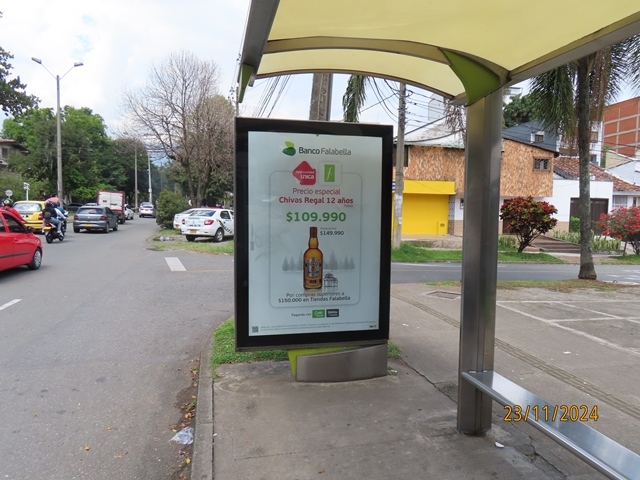 Banco Falabella
única
Precio especial
Chivas Regal 12 años
$109.990
$149.990
Por compras superiores a
$150.000 en Tiendas Falabella
23/11/2024